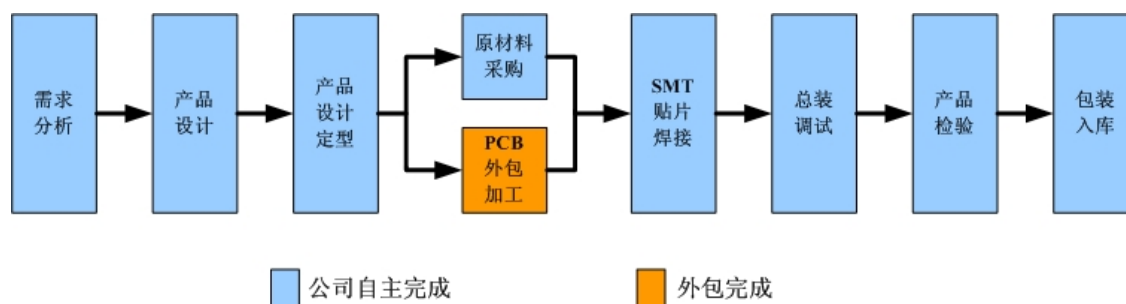 需求
分析
产品
设计
产品
设计
定型
原材料
采购
PCB
外包
加工
SMT
贴片
焊接
总装
调试
产品
检验
包装
入库
公司自主完成
外包完成